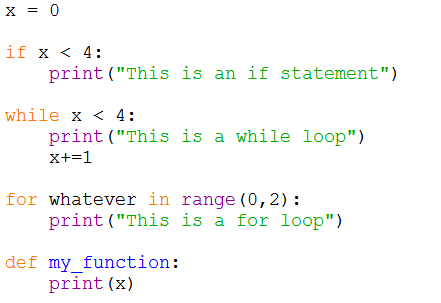 x = 0
if x < 4:
    print("This is an if statement")
while x < 4:
    print("This is a while loop")
    x+=1
for whatever in range(0,2):
    print("This is a for loop")
def my_function:
    print(x)